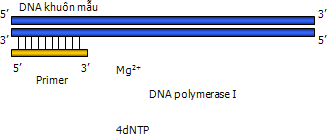 DNA khuôn mẫu
5’ 3’
3’ 5’
5’ 3’
Primer
Mg²⁺
DNA polymerase I
4dNTP